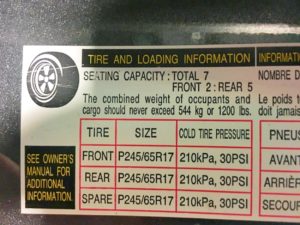 TIRE AND LOADING INFORMATION
SEATING CAPACITY: TOTAL 7
FRONT 2: REAR 5
The combined weight of occupants and
cargo should never exceed 544 kg or 1200 lbs.
TIRE SIZE COLD TIRE PRESSURE
FRONT P245/65R17 210kPa, 30PSI
REAR P245/65R17 210kPa, 30PSI
SPARE P245/65R17 210kPa, 30PSI
SEE OWNER'S
MANUAL FOR
ADDITIONAL
INFORMATION
INFORMATI
NOMBRE D
Le poids t
doit jamais
PNEUS
AVANT
ARRIÈR
SECOUR